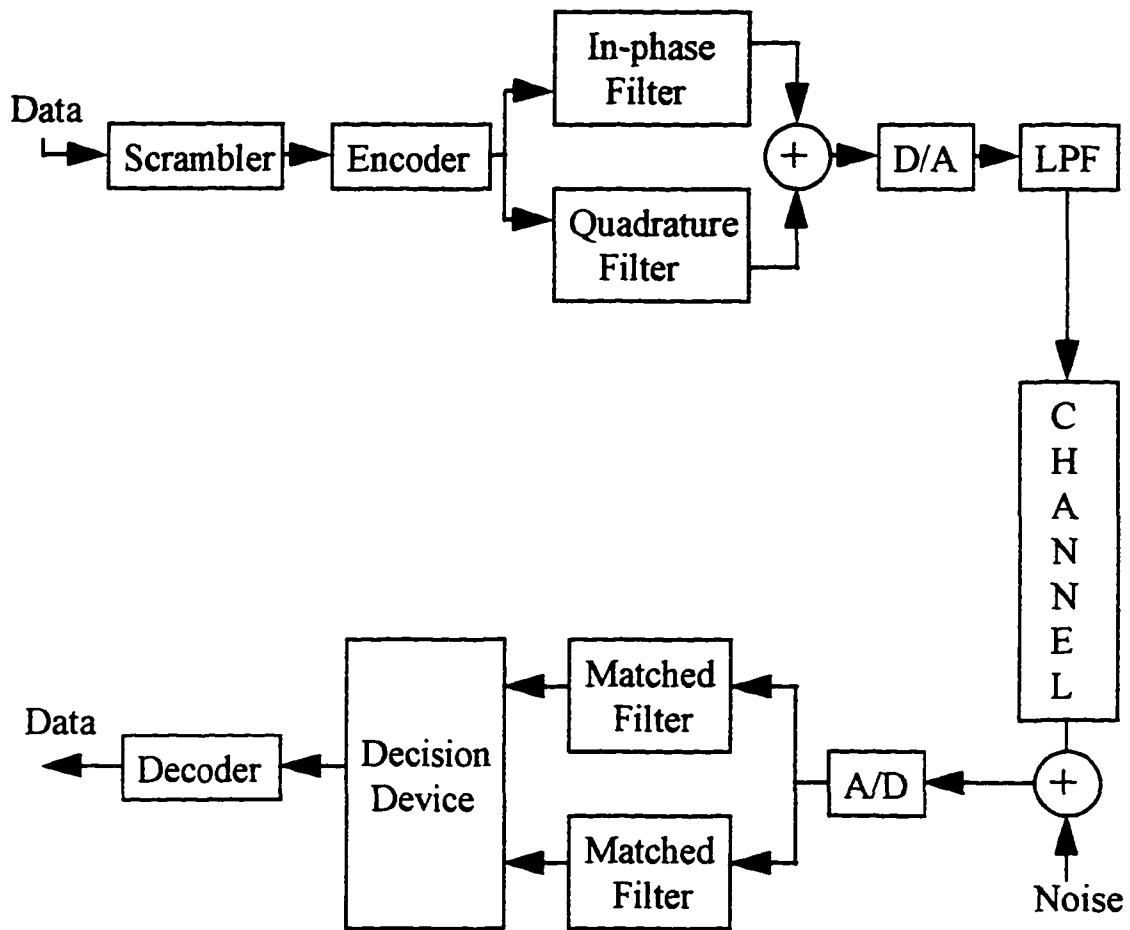 In-phase
Filter
Data
Scrambler
Encoder
+
D/A
LPF
Quadrature
Filter
C
H
A
N
N
E
L
Matched
Filter
Data
Decoder
Decision
Device
A/D
+
Matched
Filter
Noise